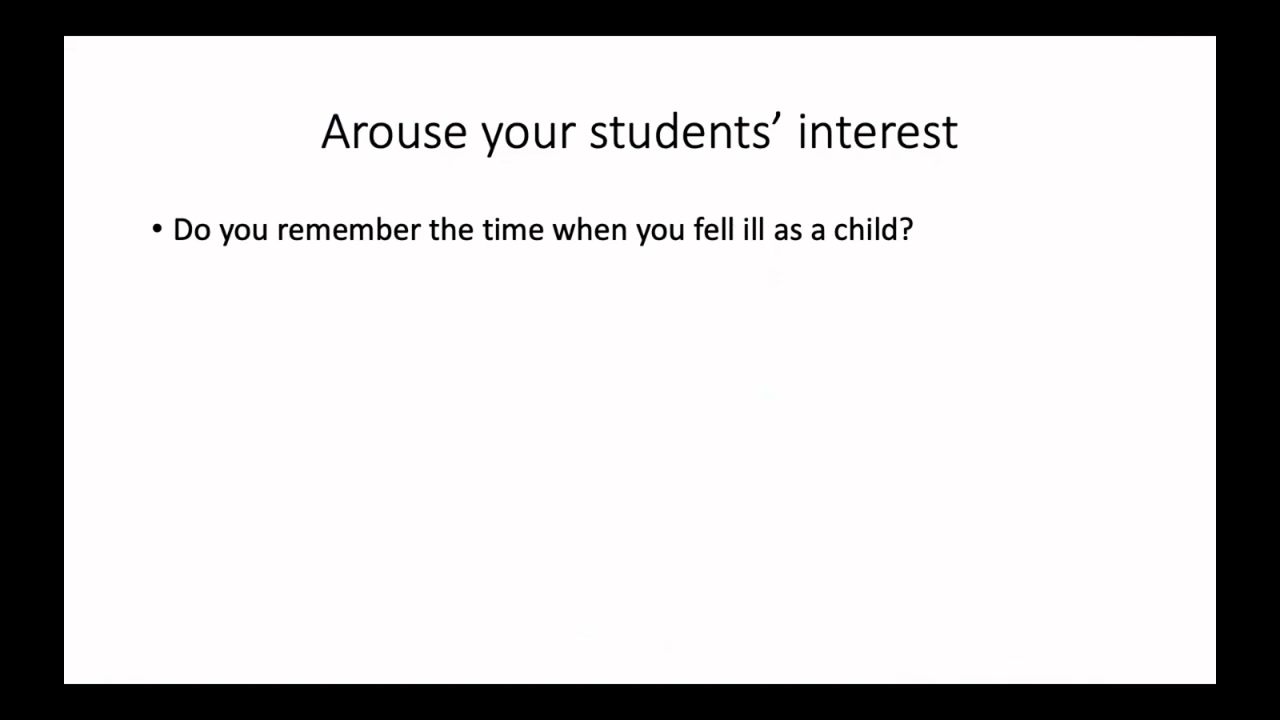 Arouse your students’ interest
• Do you remember the time when you fell ill as a child?